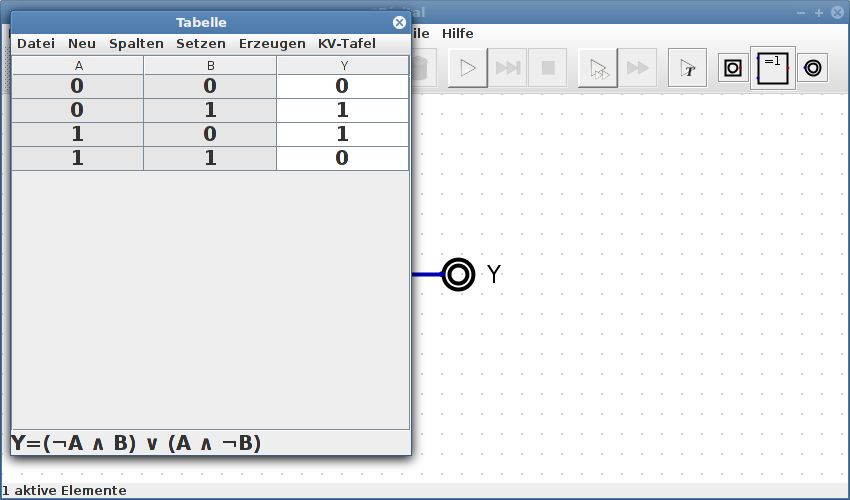 Tabelle
Datei Neu Spalten Setzen Erzeugen KV-Tafel
Hilfe
A B Y
0 0 0
0 1 1
1 0 1
1 1 0
=1
T
Y
Y=(¬A ∧ B) ∨ (A ∧ ¬B)
1 aktive Elemente